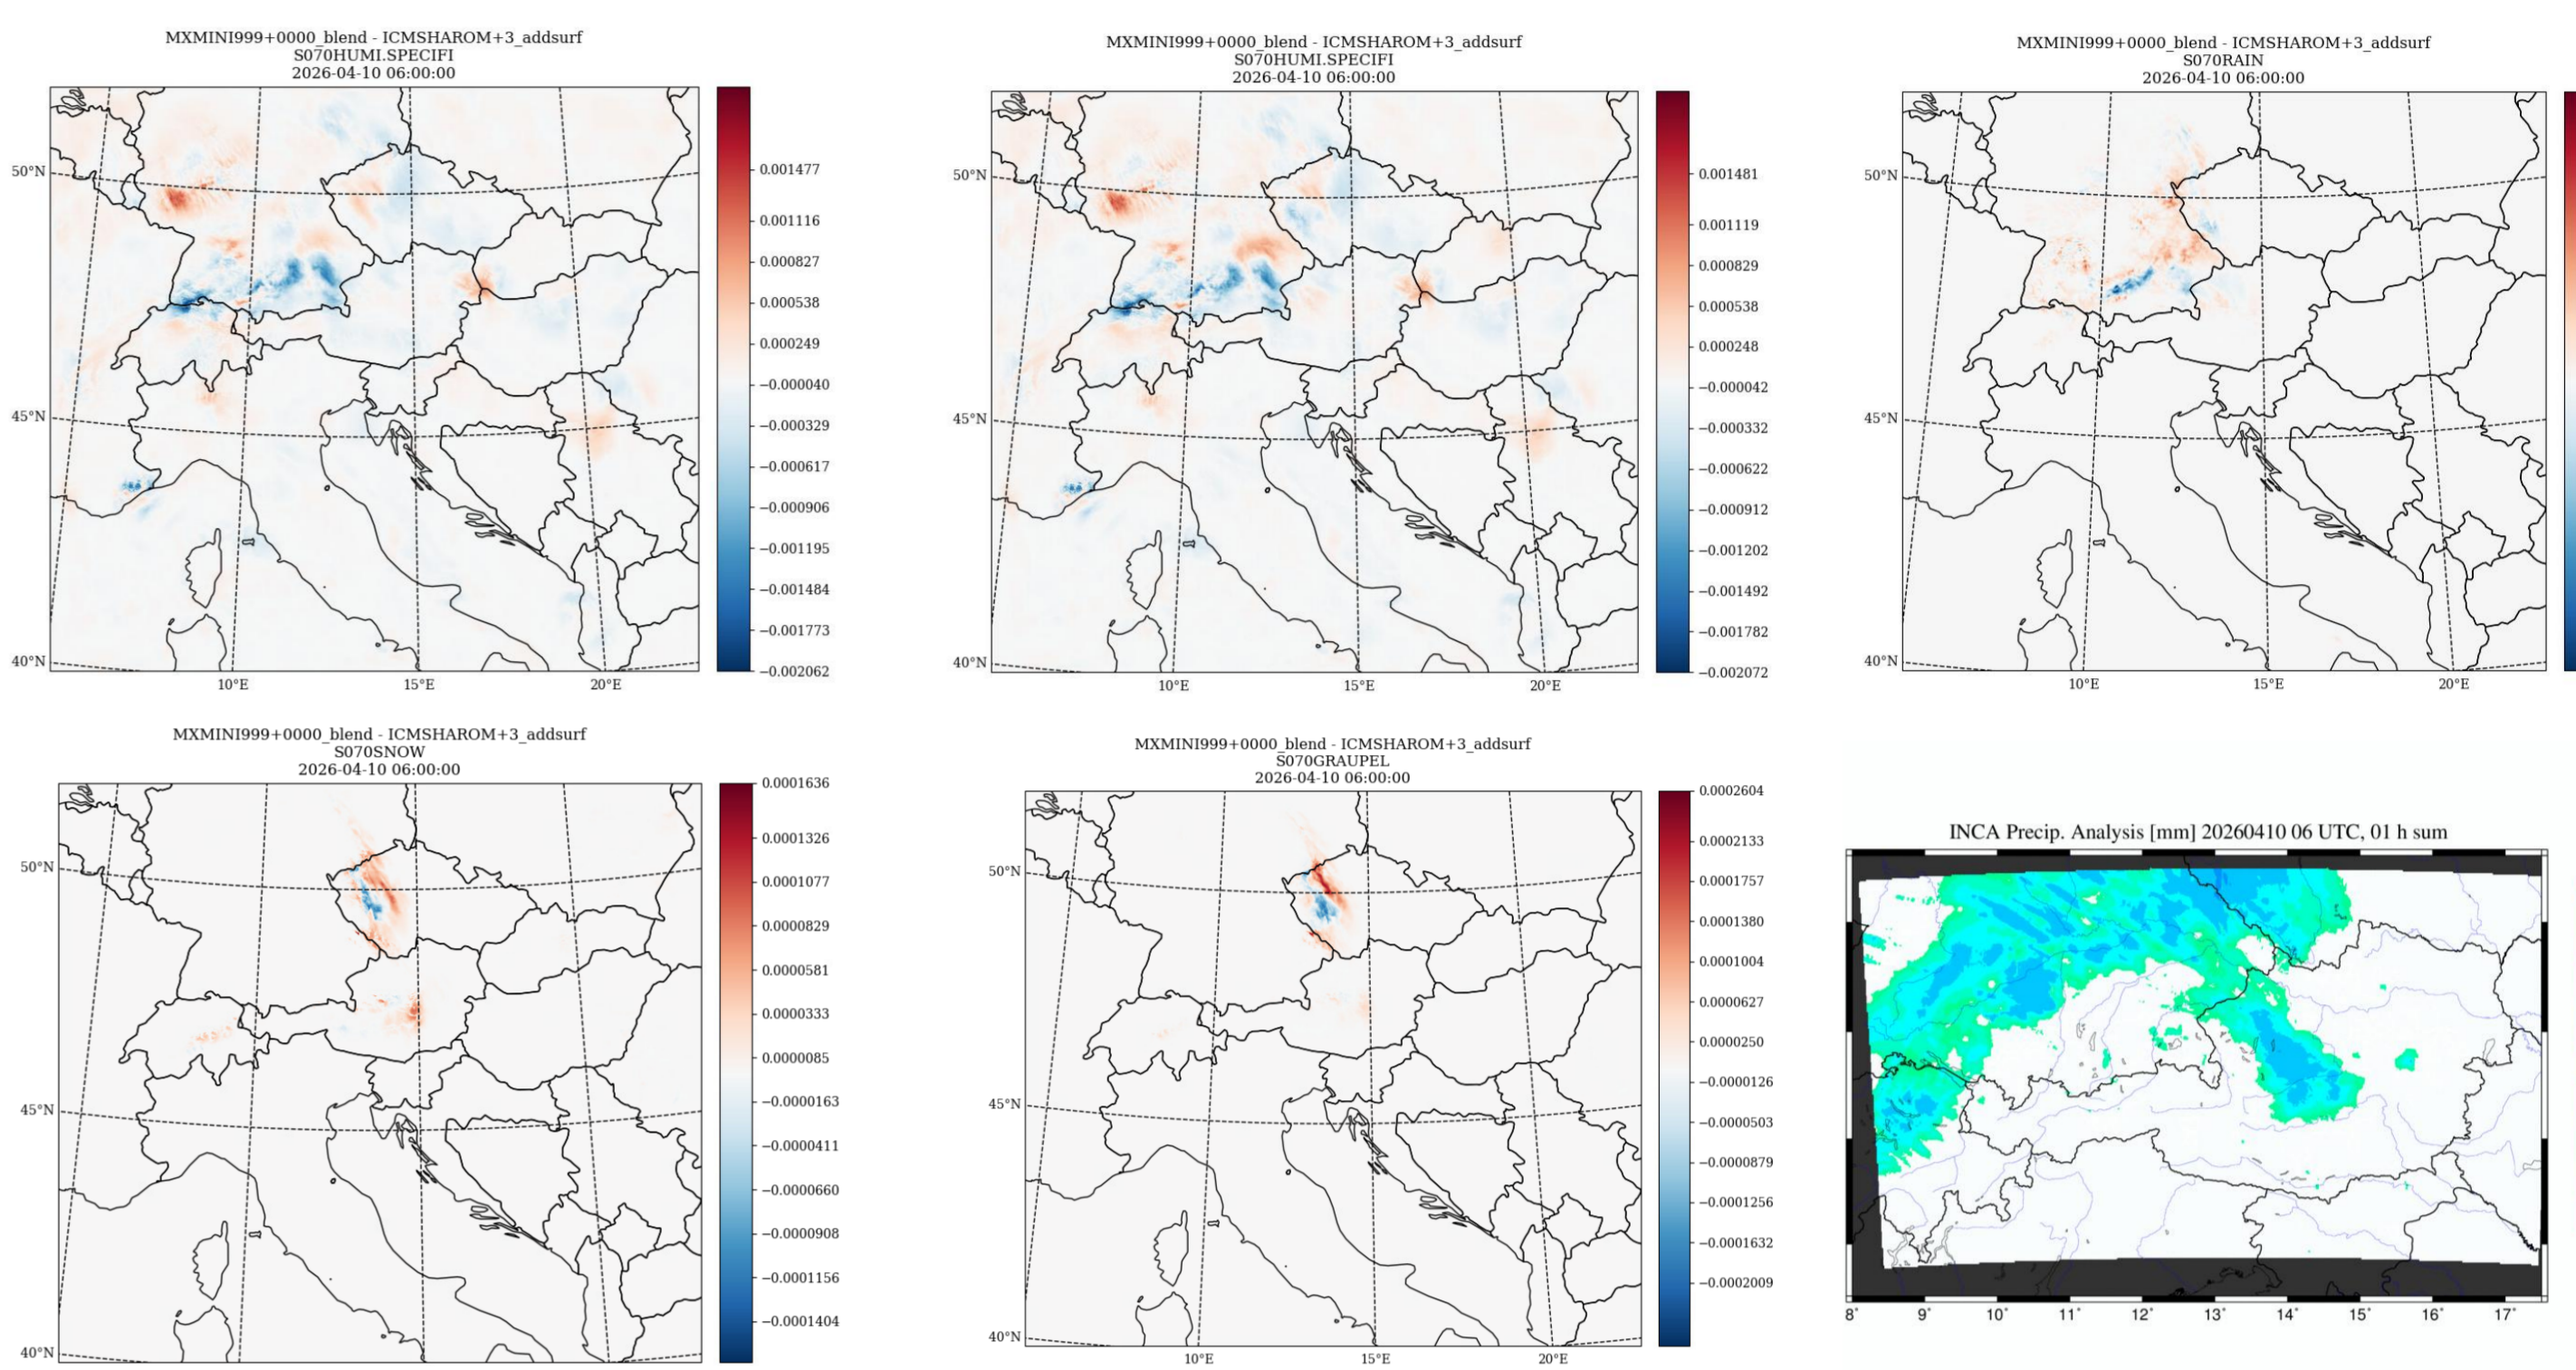 MXMINI999+0000_blend - ICMSHAROM+3_addsurf
S070HUMI.SPECIFI
2026-04-10 06:00:00
50°N
45°N
40°N
10°E
15°E
20°E
0.001477
0.001116
0.000827
0.000538
0.000249
−0.000040
−0.000329
−0.000617
−0.000906
−0.001195
−0.001484
−0.001773
−0.002062
MXMINI999+0000_blend - ICMSHAROM+3_addsurf
S070HUMI.SPECIFI
2026-04-10 06:00:00
50°N
45°N
40°N
10°E
15°E
20°E
0.001481
0.001119
0.000829
0.000538
0.000248
−0.000042
−0.000332
−0.000622
−0.000912
−0.001202
−0.001492
−0.001782
−0.002072
MXMINI999+0000_blend - ICMSHAROM+3_addsurf
S070RAIN
2026-04-10 06:00:00
50°N
45°N
40°N
10°E
15°E
20°E
MXMINI999+0000_blend - ICMSHAROM+3_addsurf
S070SNOW
2026-04-10 06:00:00
50°N
45°N
40°N
0.0001636
0.0001326
0.0001077
0.0000829
0.0000581
0.0000333
0.0000085
−0.0000163
−0.0000411
−0.0000660
−0.0000908
−0.0001156
−0.0001404
MXMINI999+0000_blend - ICMSHAROM+3_addsurf
S070GRAUPEL
2026-04-10 06:00:00
50°N
45°N
40°N
10°E
15°E
20°E
0.0002604
0.0002133
0.0001757
0.0001380
0.0001004
0.0000627
0.0000250
−0.0000126
−0.0000503
−0.0000879
−0.0001256
−0.0001632
−0.0002009
INCA Precip. Analysis [mm] 20260410 06 UTC, 01 h sum
8° 9° 10° 11° 12° 13° 14° 15° 16° 17°